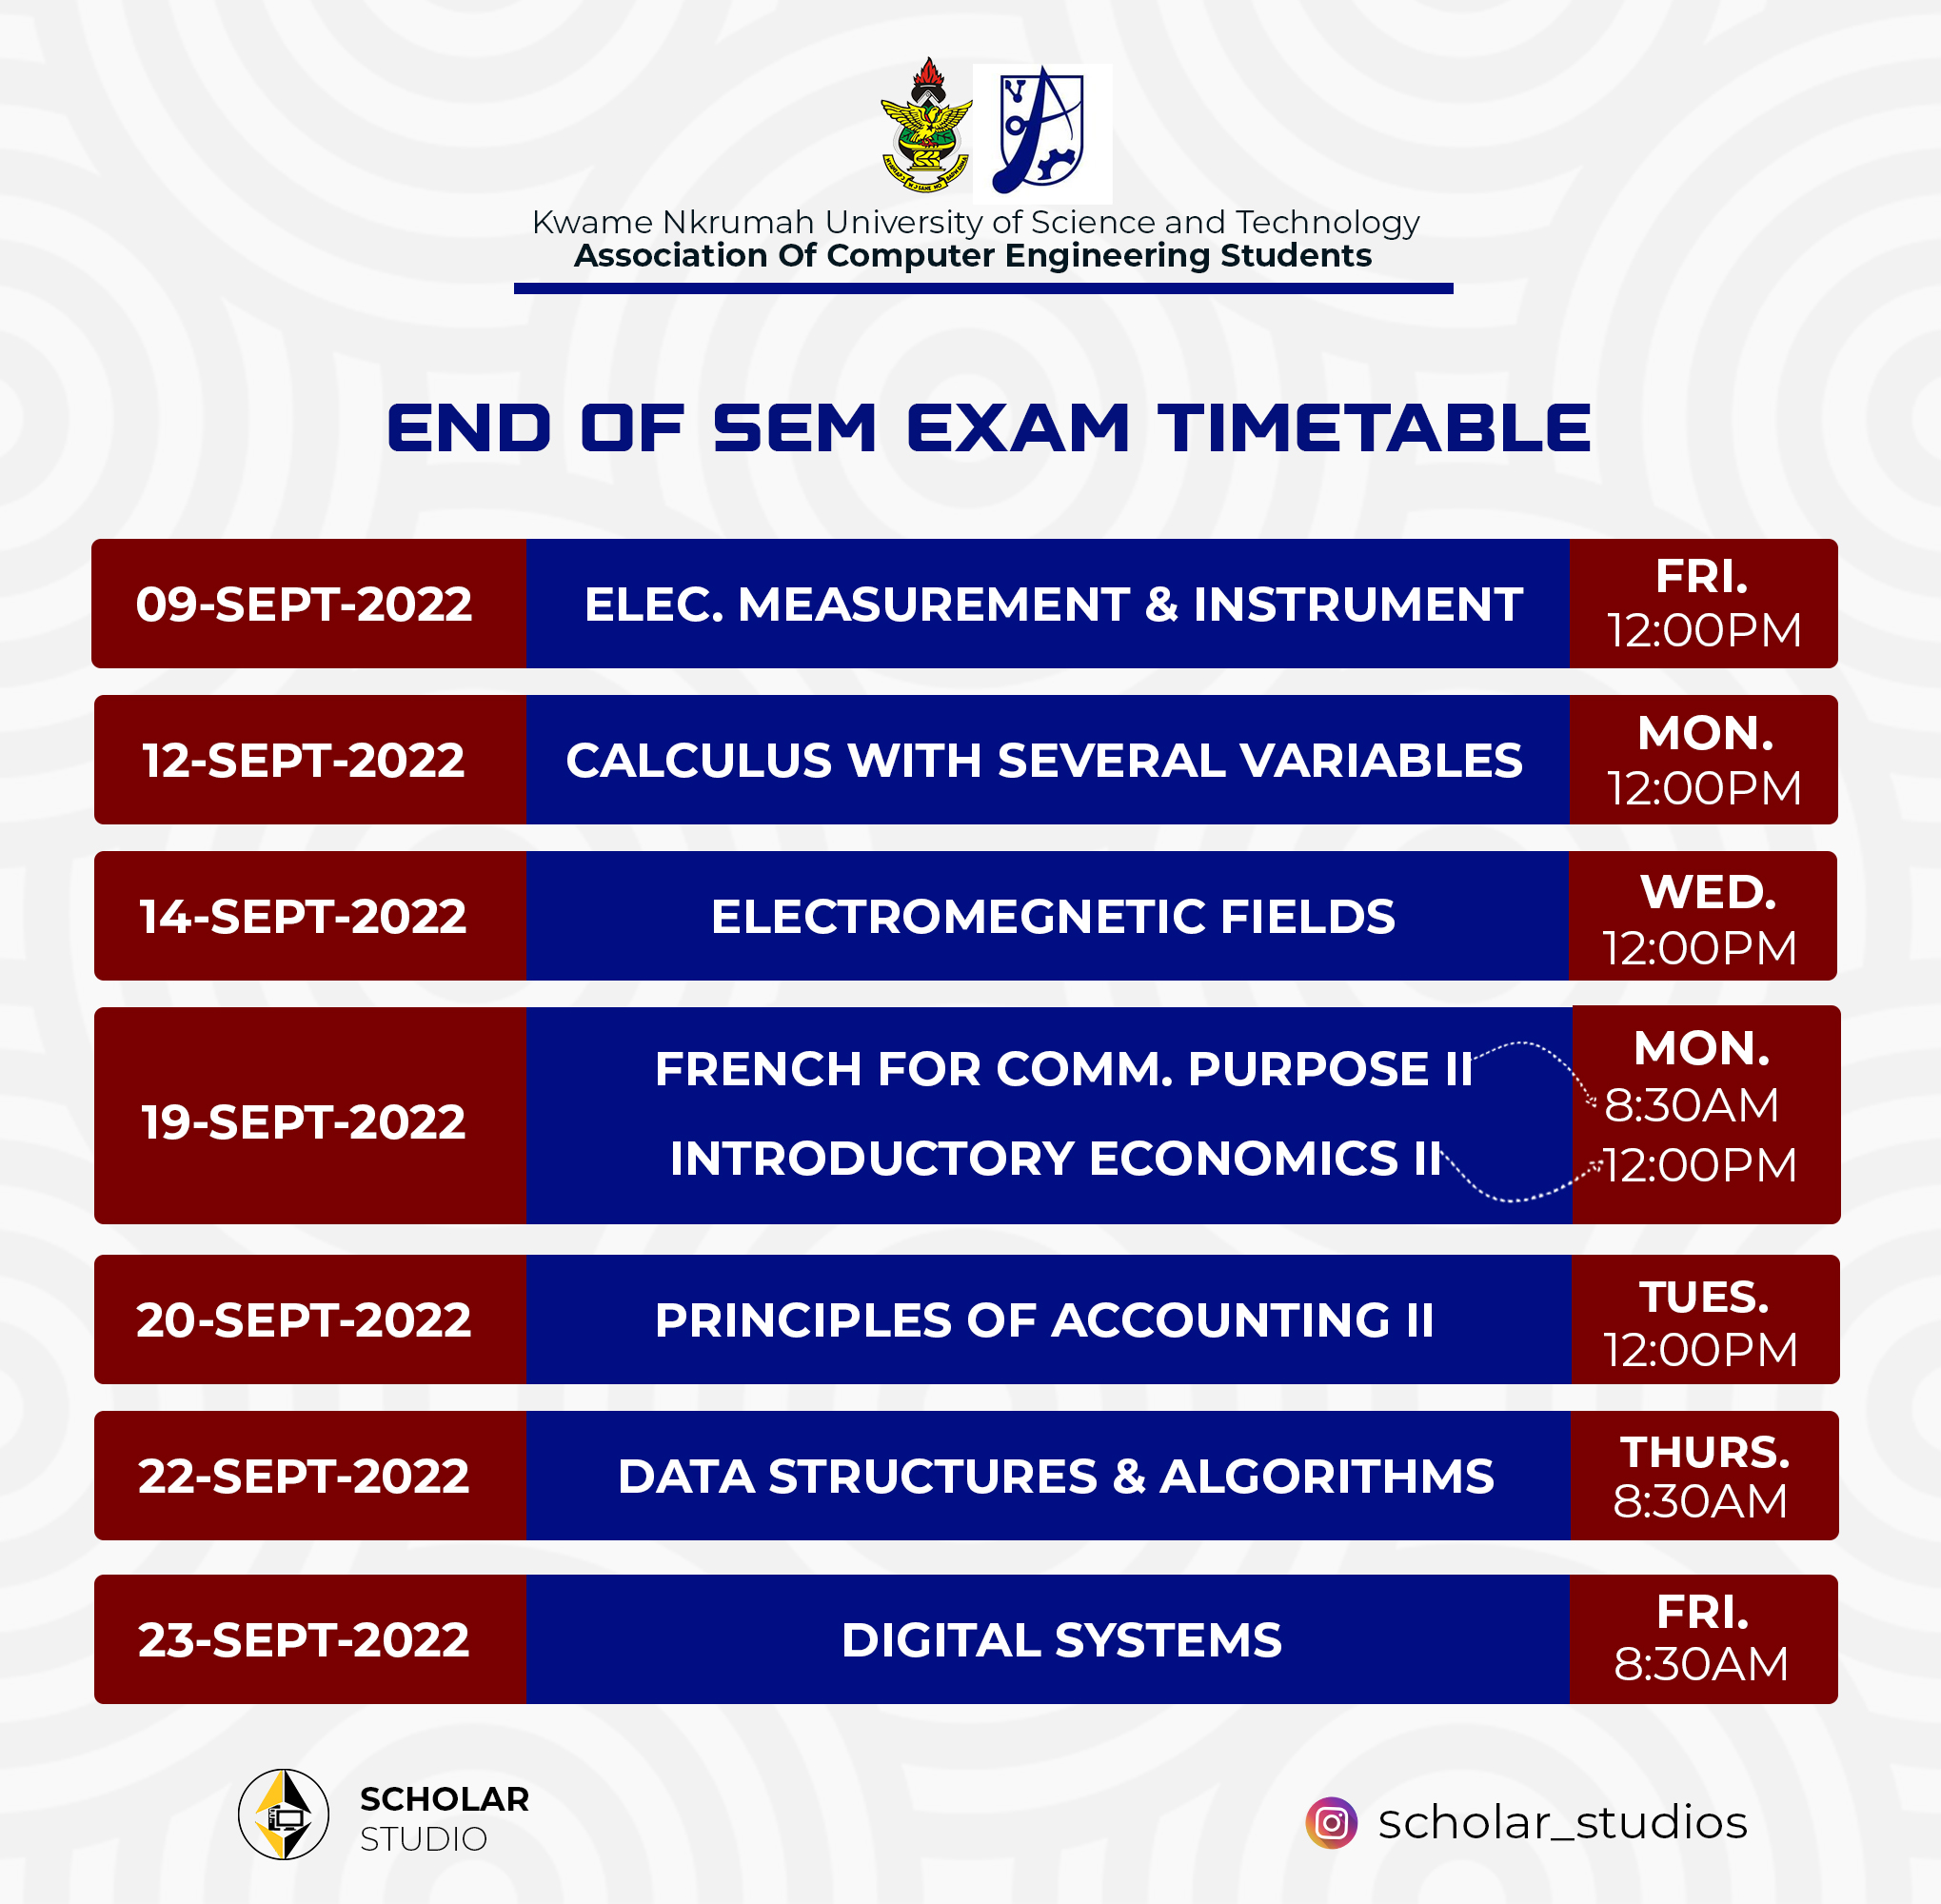 Kwame Nkrumah University of Science and Technology
Association Of Computer Engineering Students
END OF SEM EXAM TIMETABLE
09-SEPT-2022
ELEC. MEASUREMENT & INSTRUMENT
FRI.
12:00PM
12-SEPT-2022
CALCULUS WITH SEVERAL VARIABLES
MON.
12:00PM
14-SEPT-2022
ELECTROMEGNETIC FIELDS
WED.
12:00PM
19-SEPT-2022
FRENCH FOR COMM. PURPOSE II
INTRODUCTORY ECONOMICS II
MON.
8:30AM
12:00PM
20-SEPT-2022
PRINCIPLES OF ACCOUNTING II
TUES.
12:00PM
22-SEPT-2022
DATA STRUCTURES & ALGORITHMS
THURS.
8:30AM
23-SEPT-2022
DIGITAL SYSTEMS
FRI.
8:30AM
SCHOLAR
STUDIO
scholar_studios